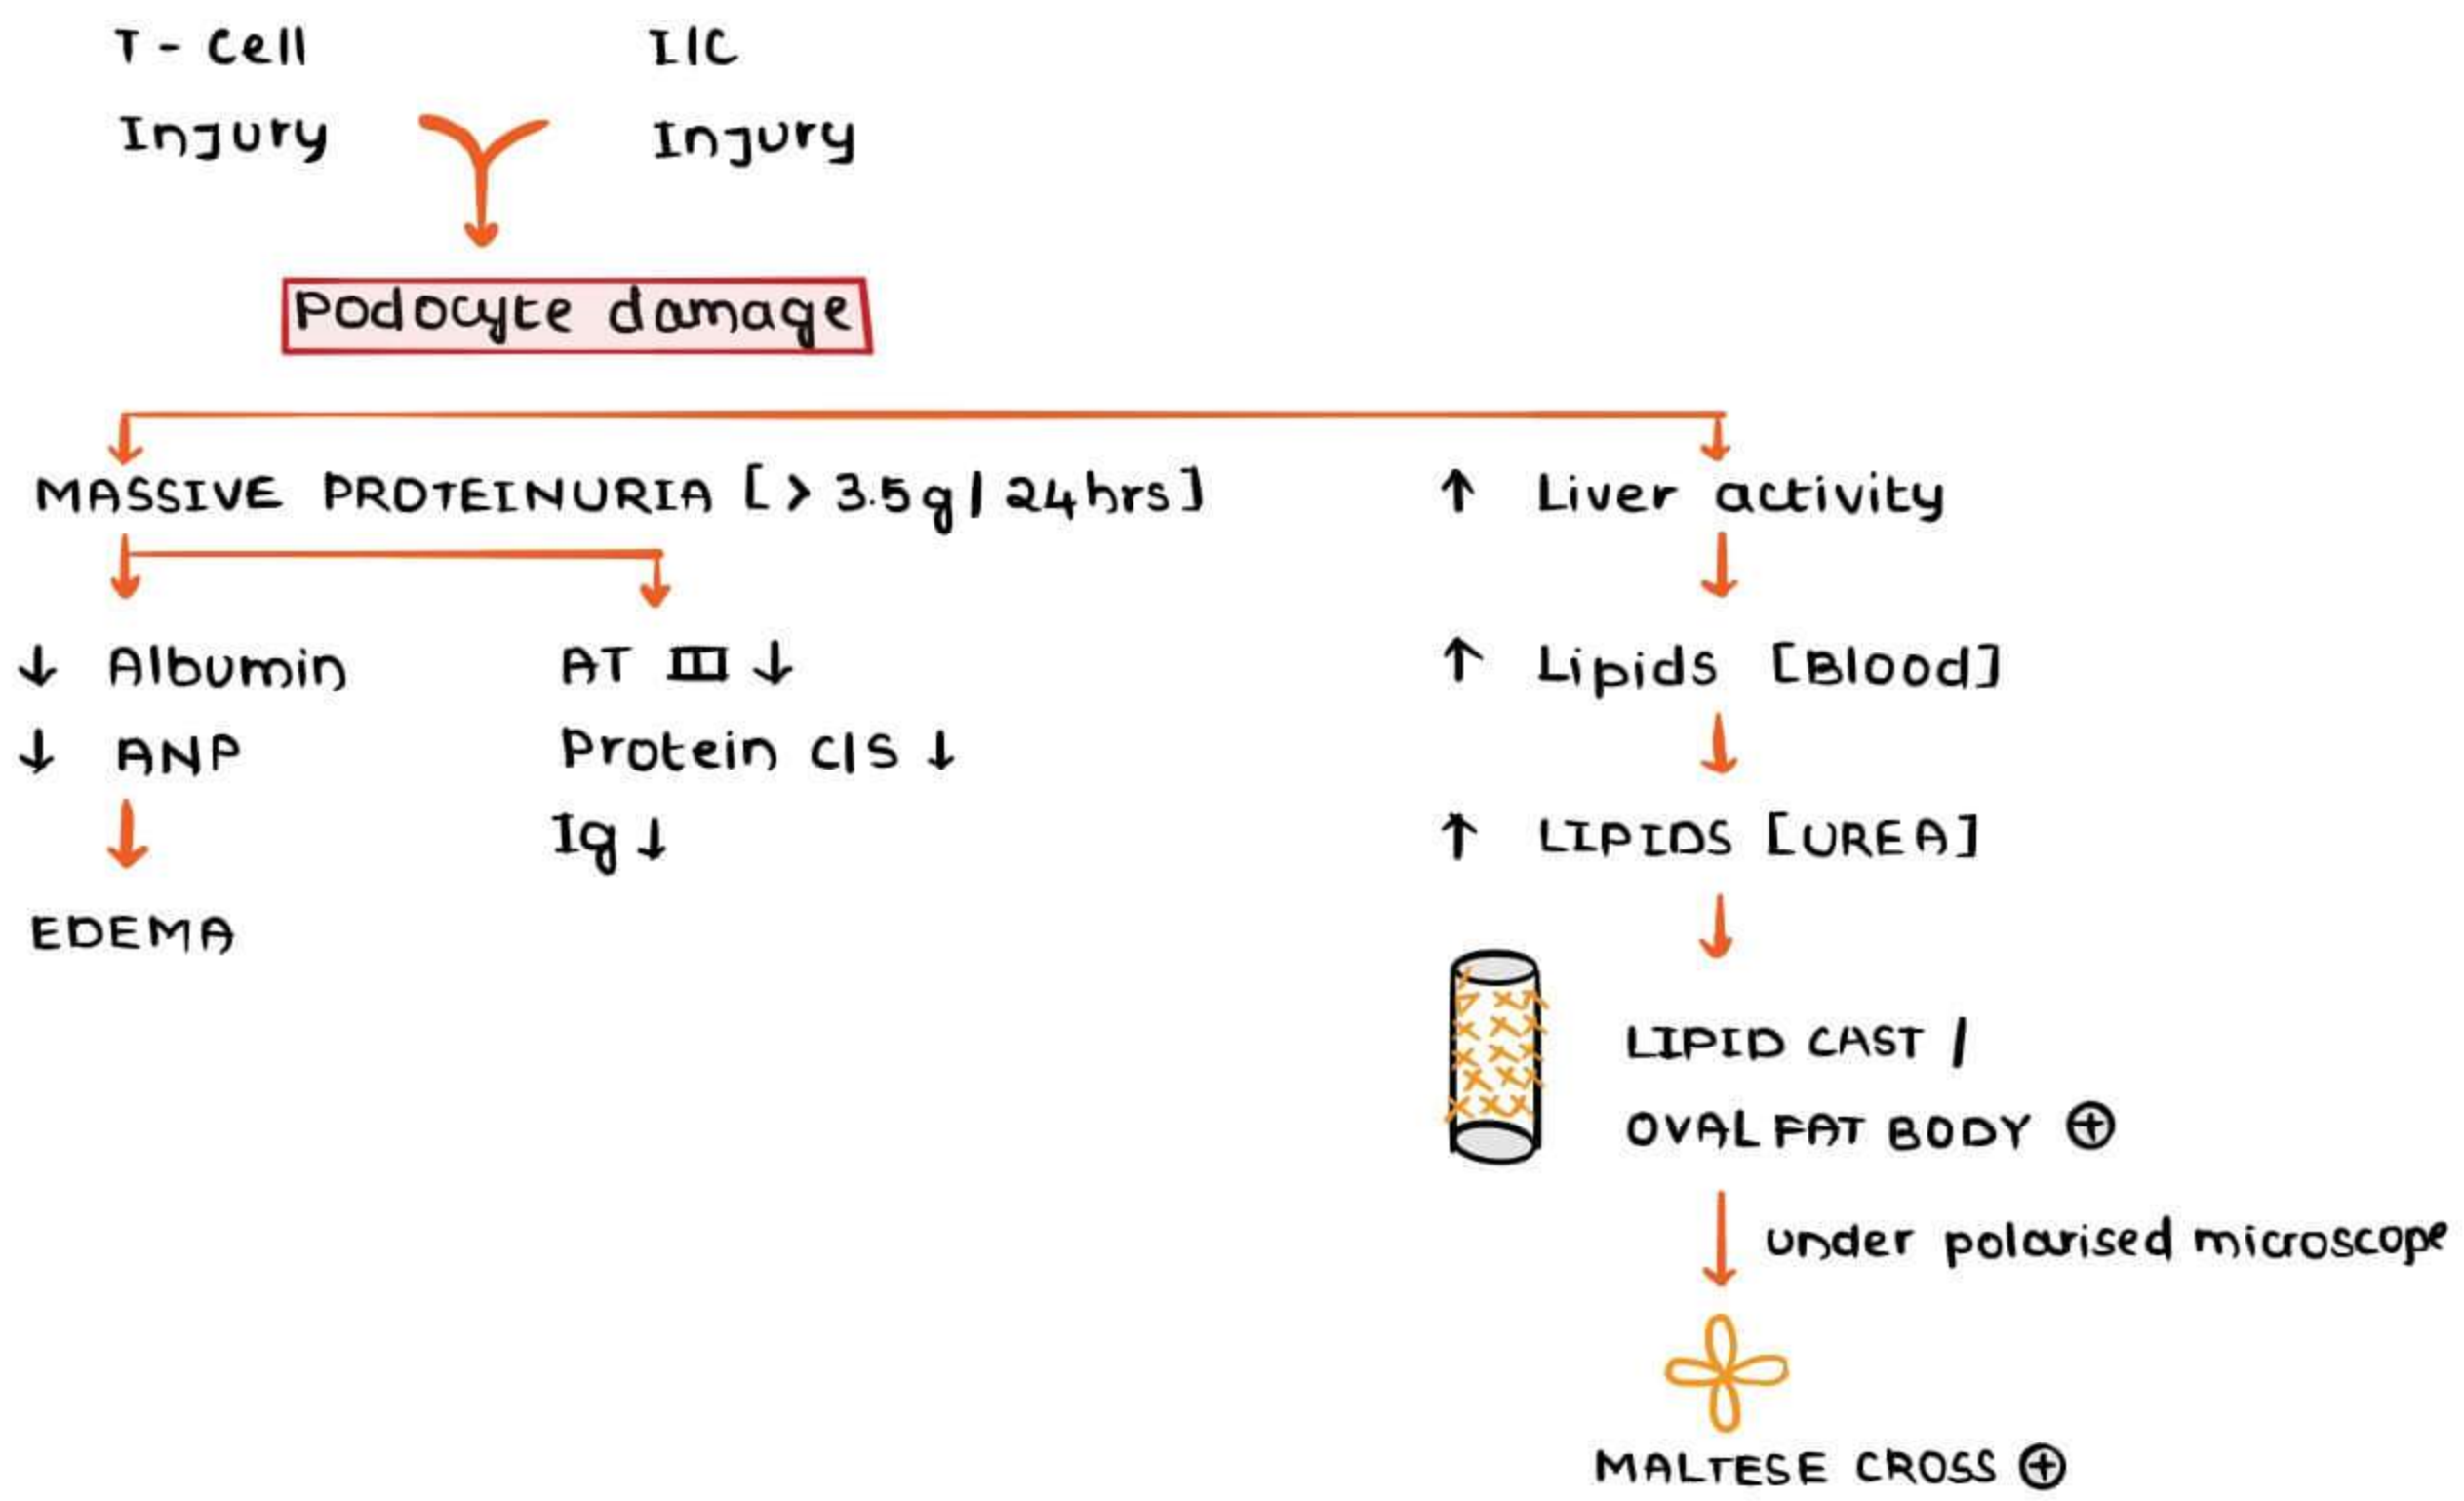 T - Cell
Injury
I/C
Injury
Podocyte damage
MASSIVE PROTEINURIA [> 3.5g / 24hrs]
↓ Albumin
↓ ANP
EDEMA
AT III ↓
Protein C/S ↓
Ig ↓
↑ Liver activity
↑ Lipids [Blood]
↑ LIPIDS [UREA]
LIPID CAST /
OVAL FAT BODY ⊕
under polarised microscope
MALTESE CROSS ⊕